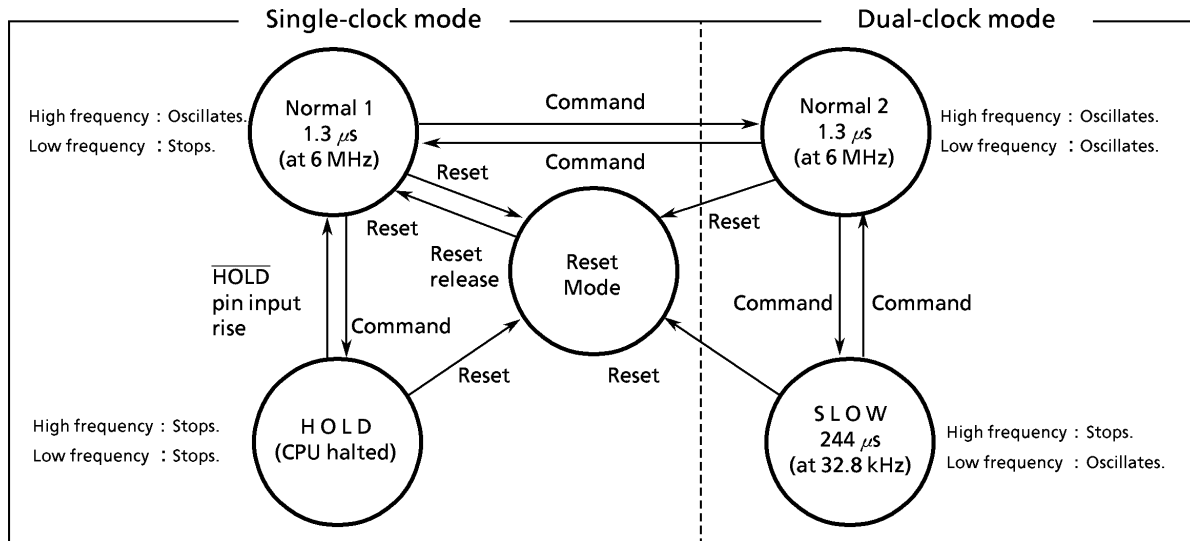 Single-clock mode
Dual-clock mode
Normal 1
1.3 μs
(at 6 MHz)
High frequency : Oscillates.
Low frequency : Stops.
Command
Command
Normal 2
1.3 μs
(at 6 MHz)
High frequency : Oscillates.
Low frequency : Oscillates.
Reset
Reset
Reset
release
Reset
Mode
Reset
HOLD
pin input
rise
Command
Command
Command
Reset
Reset
High frequency : Stops.
Low frequency : Stops.
H O L D
(CPU halted)
S L O W
244 μs
(at 32.8 kHz)
High frequency : Stops.
Low frequency : Oscillates.